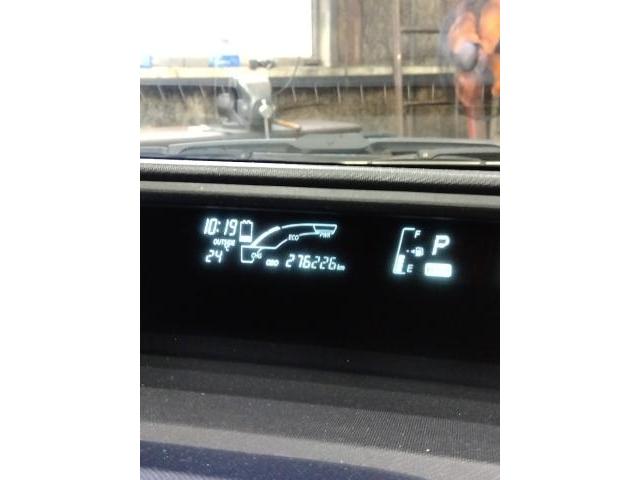 10:19
ECO PWR
OUTSIDE
24 °C
CHG ODO 276226 km
F
E
P